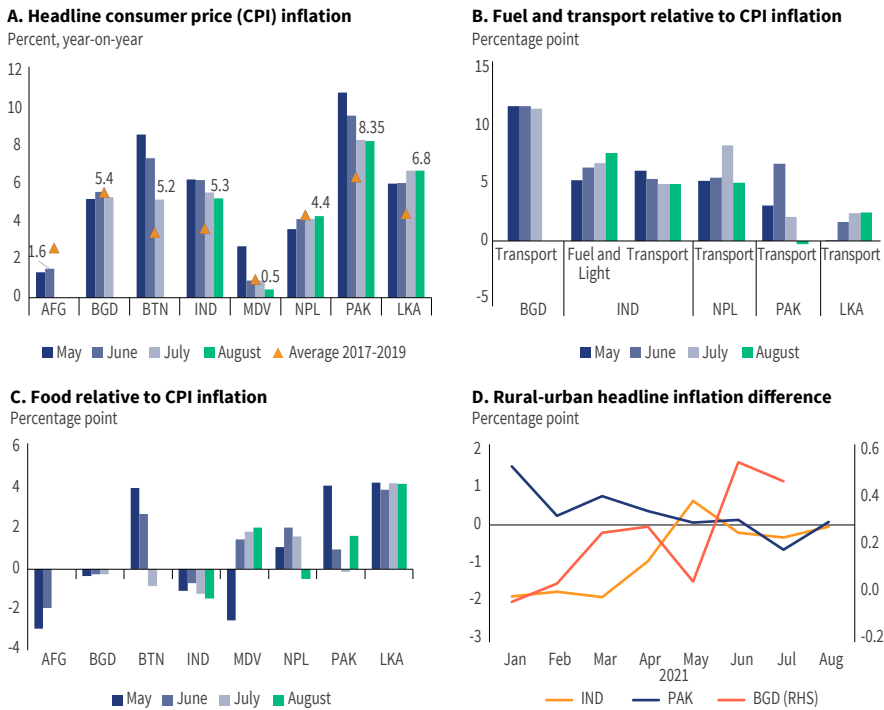 A. Headline consumer price (CPI) inflation
Percent, year-on-year
12
10
8
6
4
2
0
1.6
5.4
5.2
5.3
0.5
4.4
8.35
6.8
AFG BGD BTN IND MDV NPL PAK LKA
May June July August Average 2017-2019
B. Fuel and transport relative to CPI inflation
Percentage point
15
10
5
0
-5
Transport Fuel and Light Transport Transport Transport Transport
BGD IND NPL PAK LKA
May June July August
C. Food relative to CPI inflation
Percentage point
6
4
2
0
-2
-4
AFG BGD BTN IND MDV NPL PAK LKA
May June July August
D. Rural-urban headline inflation difference
Percentage point
2
1
0
-1
-2
-3
0.6
0.4
0.2
0.0
-0.2
Jan Feb Mar Apr May Jun Jul Aug
2021
IND PAK BGD (RHS)